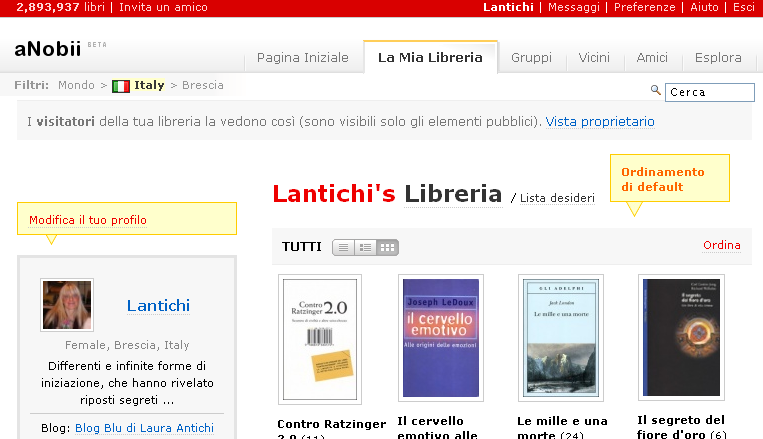 2,893,937 libri | Invita un amico
Lantichi | Messaggi | Preferenze | Aiuto | Esci
aNobii BETA
Pagina Iniziale
La Mia Libreria
Gruppi
Vicini
Amici
Esplora
Filtri: Mondo > Italy > Brescia
Cerca
I visitatori della tua libreria la vedono così (sono visibili solo gli elementi pubblici). Vista proprietario
Ordinamento
di default
Lantichi's Libreria / Lista desideri
Modifica il tuo profilo
TUTTI
Ordina
Lantichi
Female, Brescia, Italy
Differenti e infinite forme di
iniziazione, che hanno rivelato
riposti segreti ...
Blog: Blog Blu di Laura Antichi
Contro
Ratzinger 2.0
Joseph LeDoux
il cervello
emotivo
Alle origini delle emozioni
GLI ADELPHI
Jack London
Le mille e una morte
Il segreto
del fiore d'oro
Contro Ratzinger
2.0 (11)
Il cervello
emotivo alle
Le mille e una
morte (24)
Il segreto del
fiore d'oro (6)